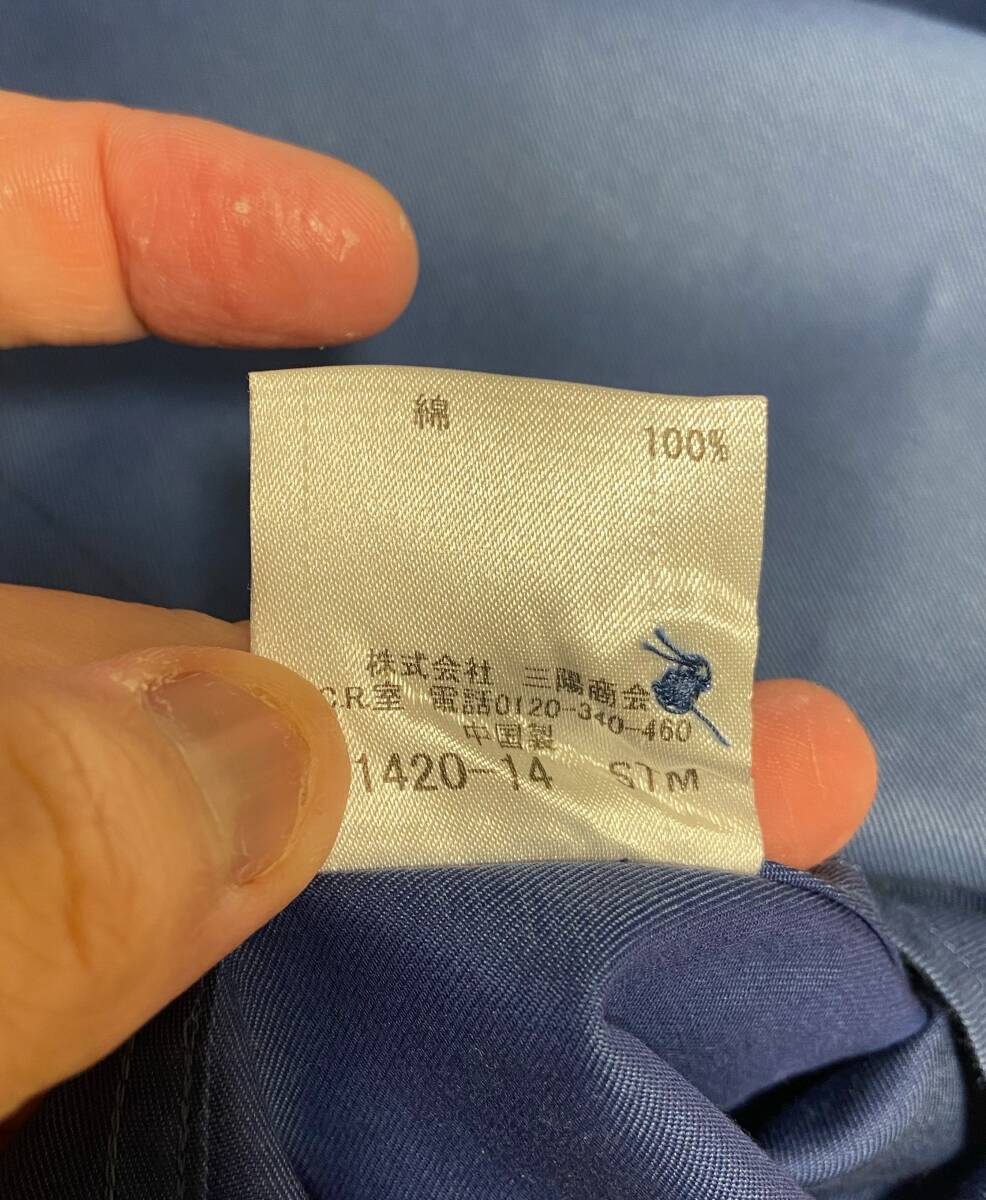 綿
100%
株式会社 三陽商会
C.R.室 電話0120-340-460
中国製
1420-14 STM